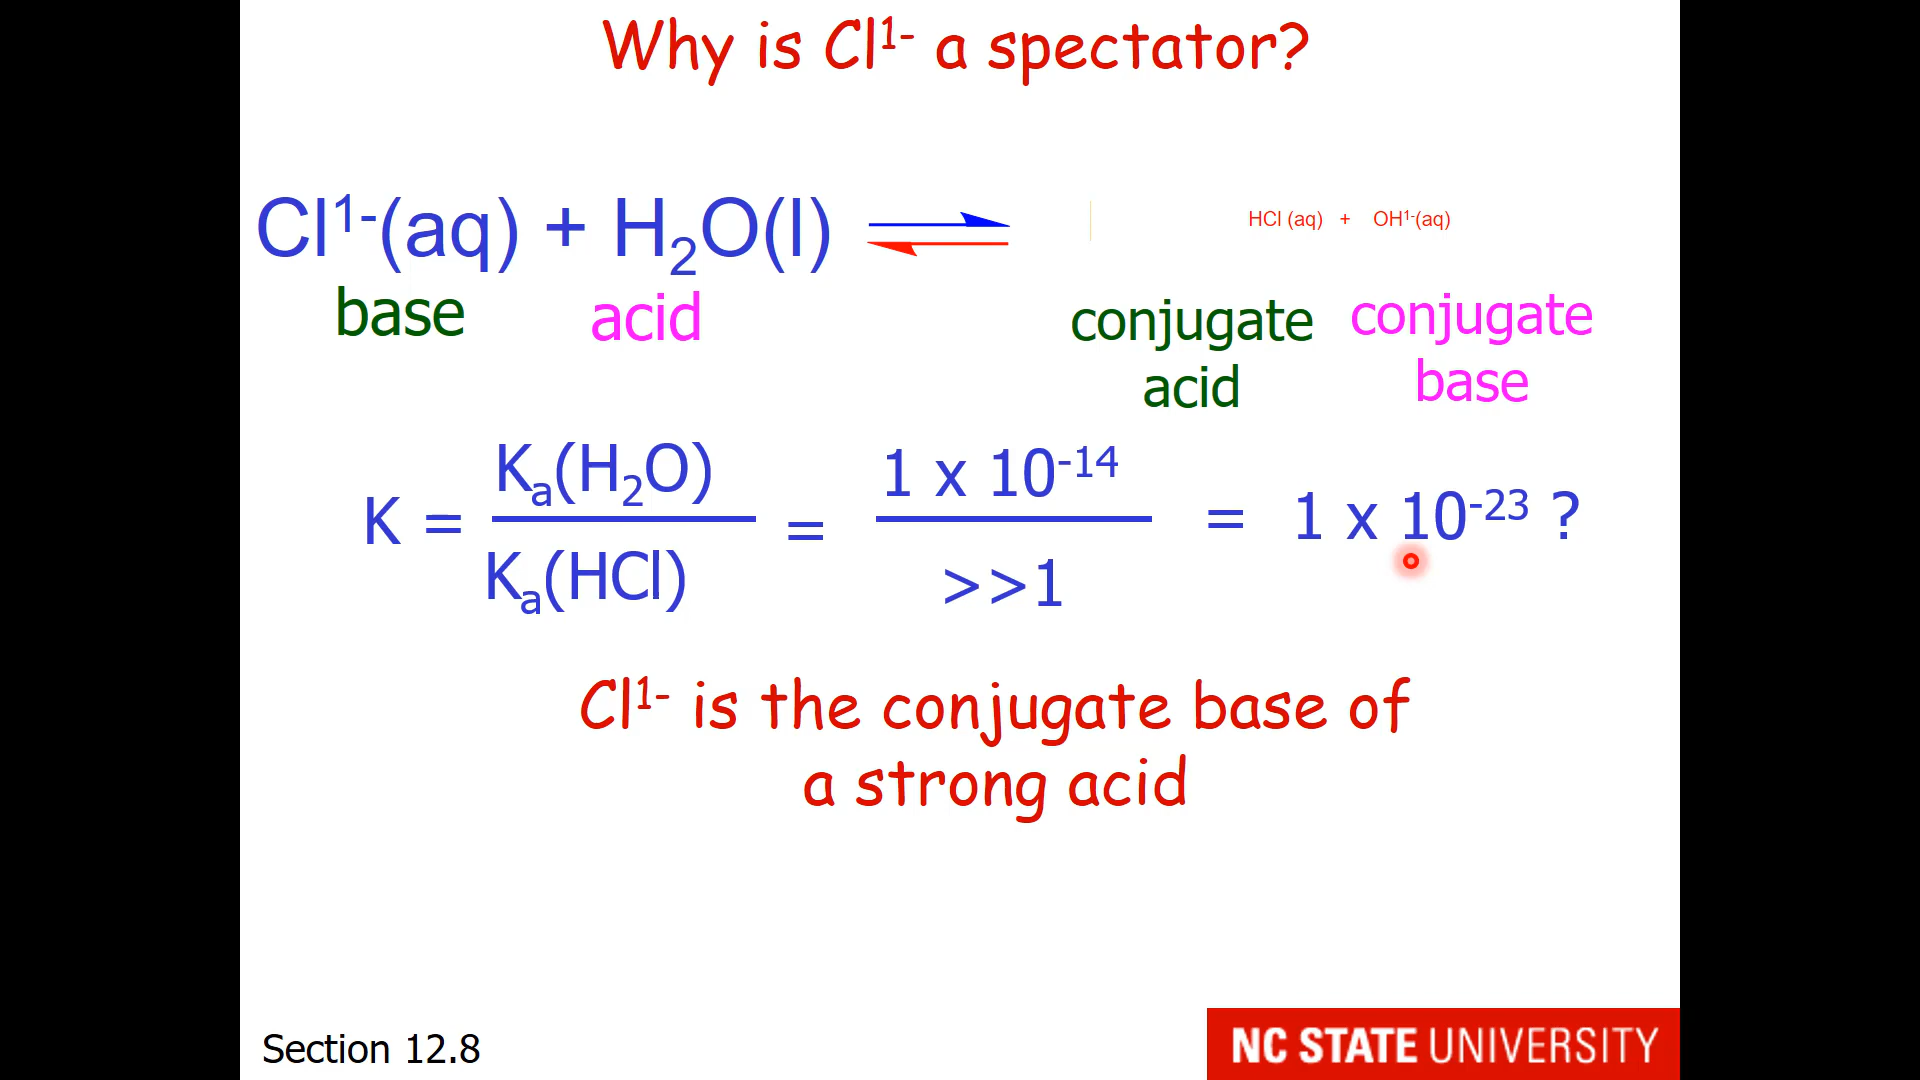 Why is Cl¹⁻ a spectator?
Cl¹⁻(aq) + H₂O(l) ⇌ HCl (aq) + OH¹⁻(aq)
base acid conjugate acid conjugate base
K = Kₐ(H₂O) / Kₐ(HCl) = 1 x 10⁻¹⁴ / >>1 = 1 x 10⁻²³ ?
Cl¹⁻ is the conjugate base of
a strong acid
Section 12.8
NC STATE UNIVERSITY